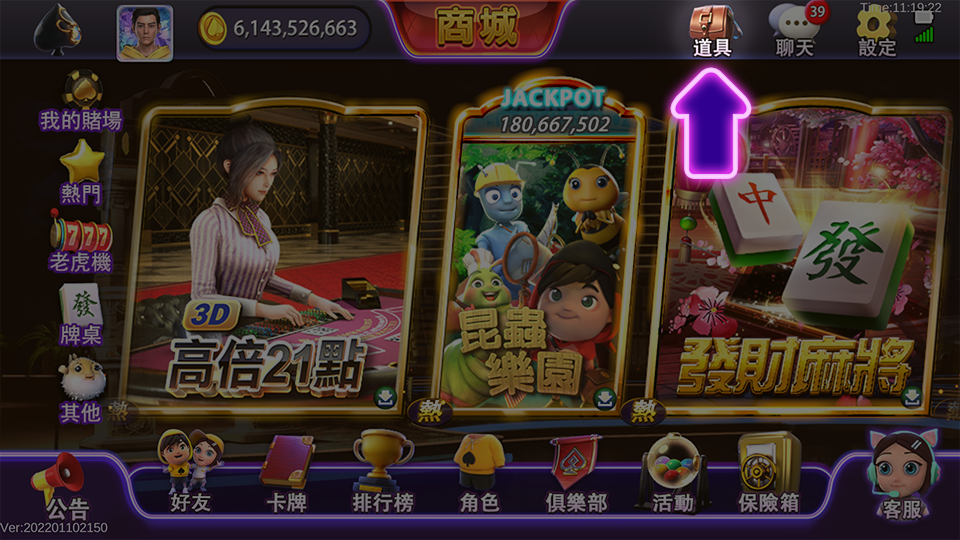 6,143,526,663
商城
道具
聊天
39
設定
Time:11:19:22
我的賭場
熱門
777
老虎機
發
牌桌
其他
3D
高倍21點
熱
JACKPOT
180,667,502
昆蟲
樂園
熱
中
發
發財麻將
熱
公告
好友
卡牌
排行榜
角色
俱樂部
活動
保險箱
客服
Ver:202201102150